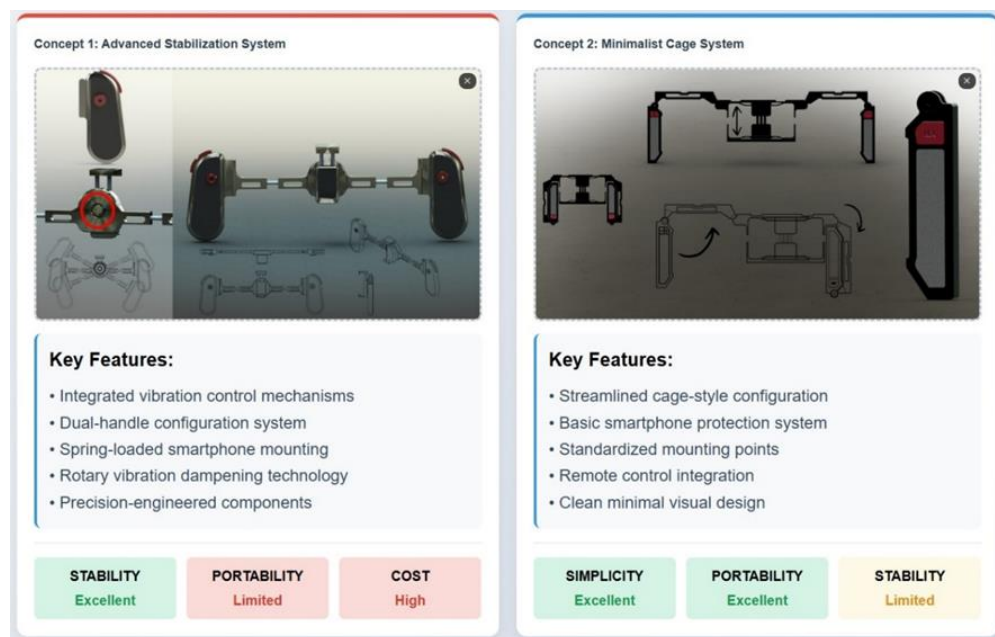 Concept 1: Advanced Stabilization System
Key Features:
• Integrated vibration control mechanisms
• Dual-handle configuration system
• Spring-loaded smartphone mounting
• Rotary vibration dampening technology
• Precision-engineered components
STABILITY
Excellent
PORTABILITY
Limited
COST
High
Concept 2: Minimalist Cage System
Key Features:
• Streamlined cage-style configuration
• Basic smartphone protection system
• Standardized mounting points
• Remote control integration
• Clean minimal visual design
SIMPLICITY
Excellent
PORTABILITY
Excellent
STABILITY
Limited